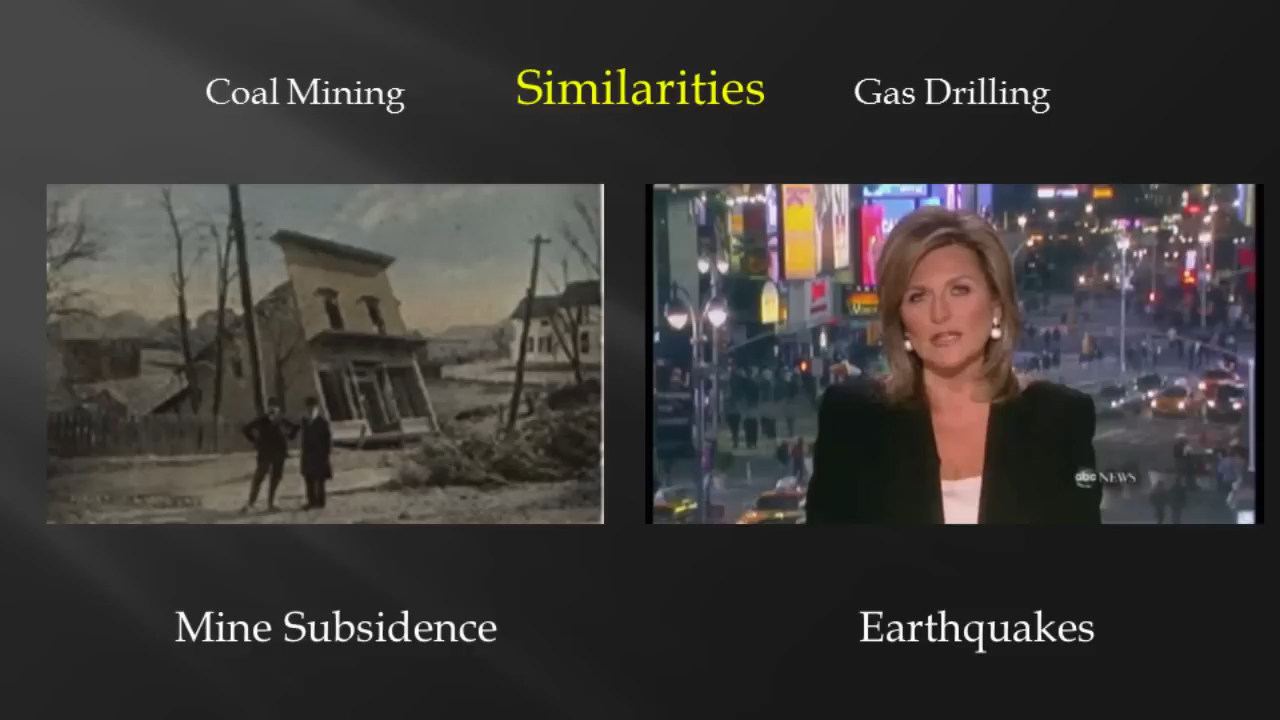 Coal Mining
Similarities
Gas Drilling
abc NEWS
Mine Subsidence
Earthquakes